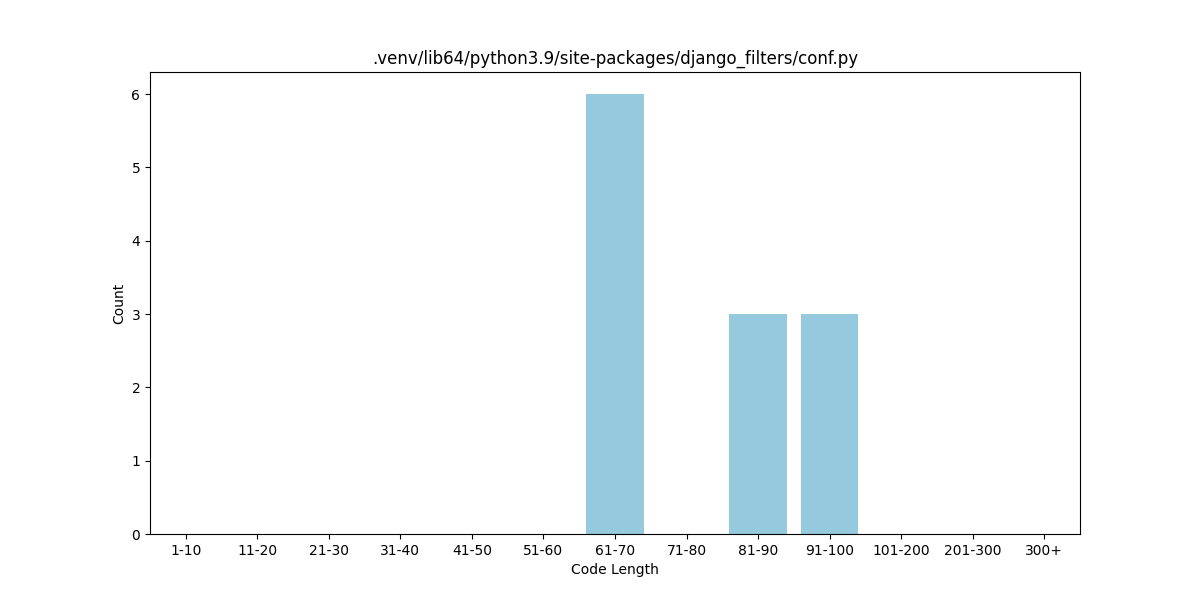 .venv/lib64/python3.9/site-packages/django_filters/conf.py
6
5
4
3
2
1
0
Count
1-10 11-20 21-30 31-40 41-50 51-60 61-70 71-80 81-90 91-100 101-200 201-300 300+
Code Length